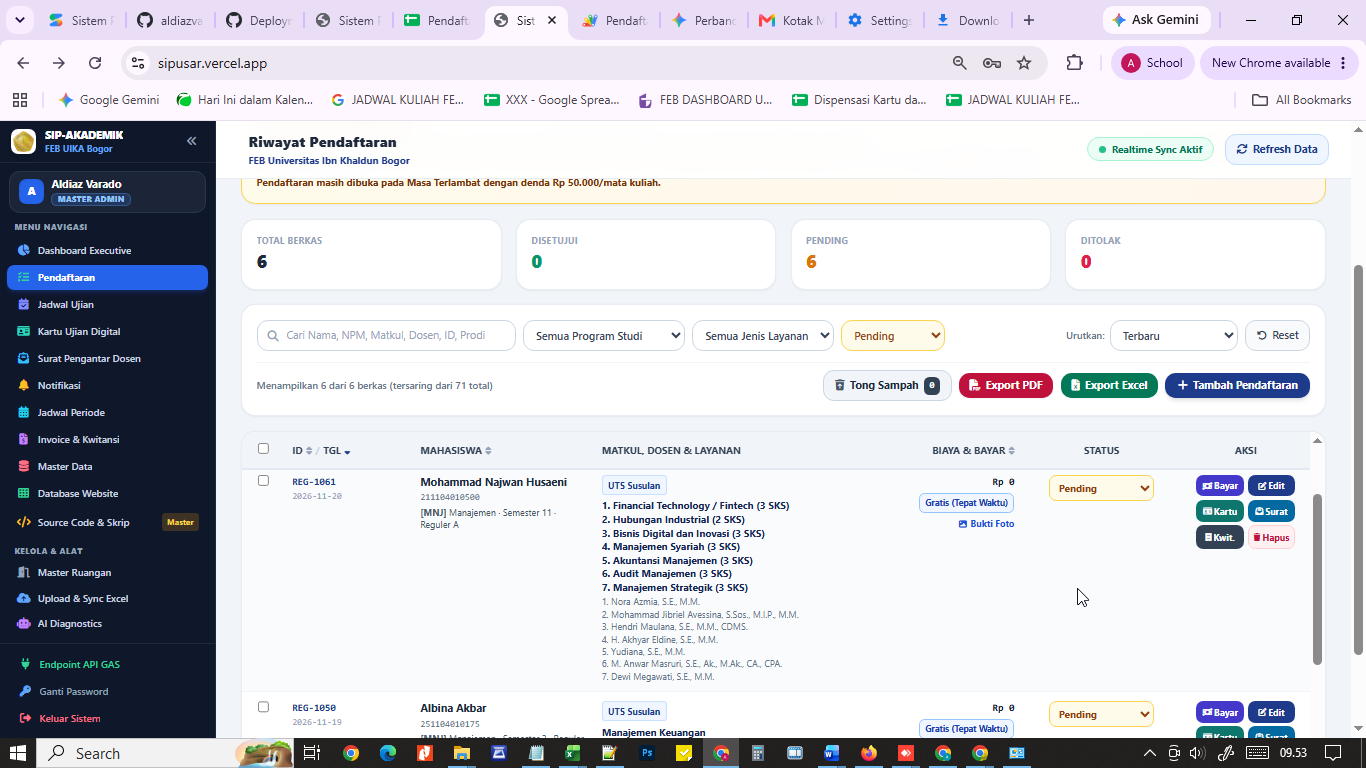 Sistem
aldiazva
Deployr
Sistem
Pendaft
Sist
Pendaft
Perban
Kotak M
Settings
Downlo
Ask Gemini
sipusar.vercel.app
A School
New Chrome available
Google Gemini
Hari Ini dalam Kalen...
JADWAL KULIAH FE...
XXX - Google Sprea...
FEB DASHBOARD U...
Dispensasi Kartu da...
JADWAL KULIAH FE...
All Bookmarks
SIP-AKADEMIK
FEB UIKA Bogor
A
Aldiaz Varado
MASTER ADMIN
MENU NAVIGASI
Dashboard Executive
Pendaftaran
Jadwal Ujian
Kartu Ujian Digital
Surat Pengantar Dosen
Notifikasi
Jadwal Periode
Invoice & Kwitansi
Master Data
Database Website
Source Code & Skrip Master
KELOLA & ALAT
Master Ruangan
Upload & Sync Excel
AI Diagnostics
Endpoint API GAS
Ganti Password
Keluar Sistem
Riwayat Pendaftaran
FEB Universitas Ibn Khaldun Bogor
Realtime Sync Aktif
Refresh Data
Pendaftaran masih dibuka pada Masa Terlambat dengan denda Rp 50.000/mata kuliah.
TOTAL BERKAS
6
DISETUJUI
0
PENDING
6
DITOLAK
0
Cari Nama, NPM, Matkul, Dosen, ID, Prodi
Semua Program Studi
Semua Jenis Layanan
Pending
Urutkan:
Terbaru
Reset
Menampilkan 6 dari 6 berkas (tersaring dari 71 total)
Tong Sampah 0
Export PDF
Export Excel
+ Tambah Pendaftaran
ID / TGL
MAHASISWA
MATKUL, DOSEN & LAYANAN
BIAYA & BAYAR
STATUS
AKSI
REG-1061
2026-11-20
Mohammad Najwan Husaeni
211104010500
[MNJ] Manajemen · Semester 11 ·
Reguler A
UTS Susulan
1. Financial Technology / Fintech (3 SKS)
2. Hubungan Industrial (2 SKS)
3. Bisnis Digital dan Inovasi (3 SKS)
4. Manajemen Syariah (3 SKS)
5. Akuntansi Manajemen (3 SKS)
6. Audit Manajemen (3 SKS)
7. Manajemen Strategik (3 SKS)
1. Nora Azmia, S.E., M.M.
2. Mohammad Jibriel Avessina, S.Sos., M.I.P., M.M.
3. Hendri Maulana, S.E., M.M., CDMS.
4. H. Akhyar Eldine, S.E., M.M.
5. Yudiana, S.E., M.M.
6. M. Anwar Masruri, S.E., Ak., M.Ak., CA., CPA.
7. Dewi Megawati, S.E., M.M.
Rp 0
Gratis (Tepat Waktu)
Bukti Foto
Pending
Bayar
Edit
Kartu
Surat
Kwit.
Hapus
REG-1050
2026-11-19
Albina Akbar
251104010175
UTS Susulan
Manajemen Keuangan
Rp 0
Gratis (Tepat Waktu)
Pending
Bayar
Edit
Kartu
Surat
Search
09.53